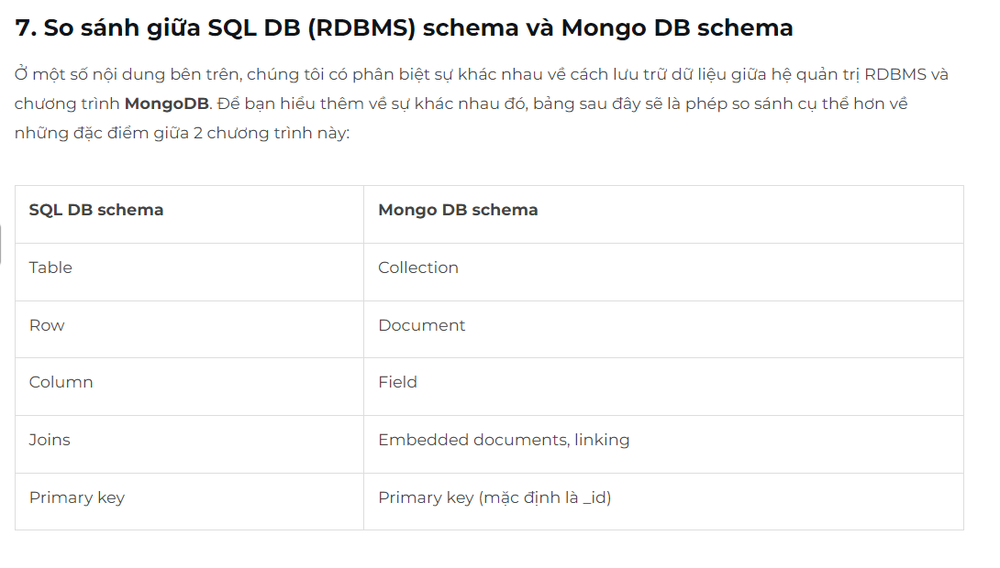 7. So sánh giữa SQL DB (RDBMS) schema và Mongo DB schema
Ở một số nội dung bên trên, chúng tôi có phân biệt sự khác nhau về cách lưu trữ dữ liệu giữa hệ quản trị RDBMS và
chương trình MongoDB. Để bạn hiểu thêm về sự khác nhau đó, bảng sau đây sẽ là phép so sánh cụ thể hơn về
những đặc điểm giữa 2 chương trình này:
SQL DB schema
Mongo DB schema
Table
Collection
Row
Document
Column
Field
Joins
Embedded documents, linking
Primary key
Primary key (mặc định là _id)